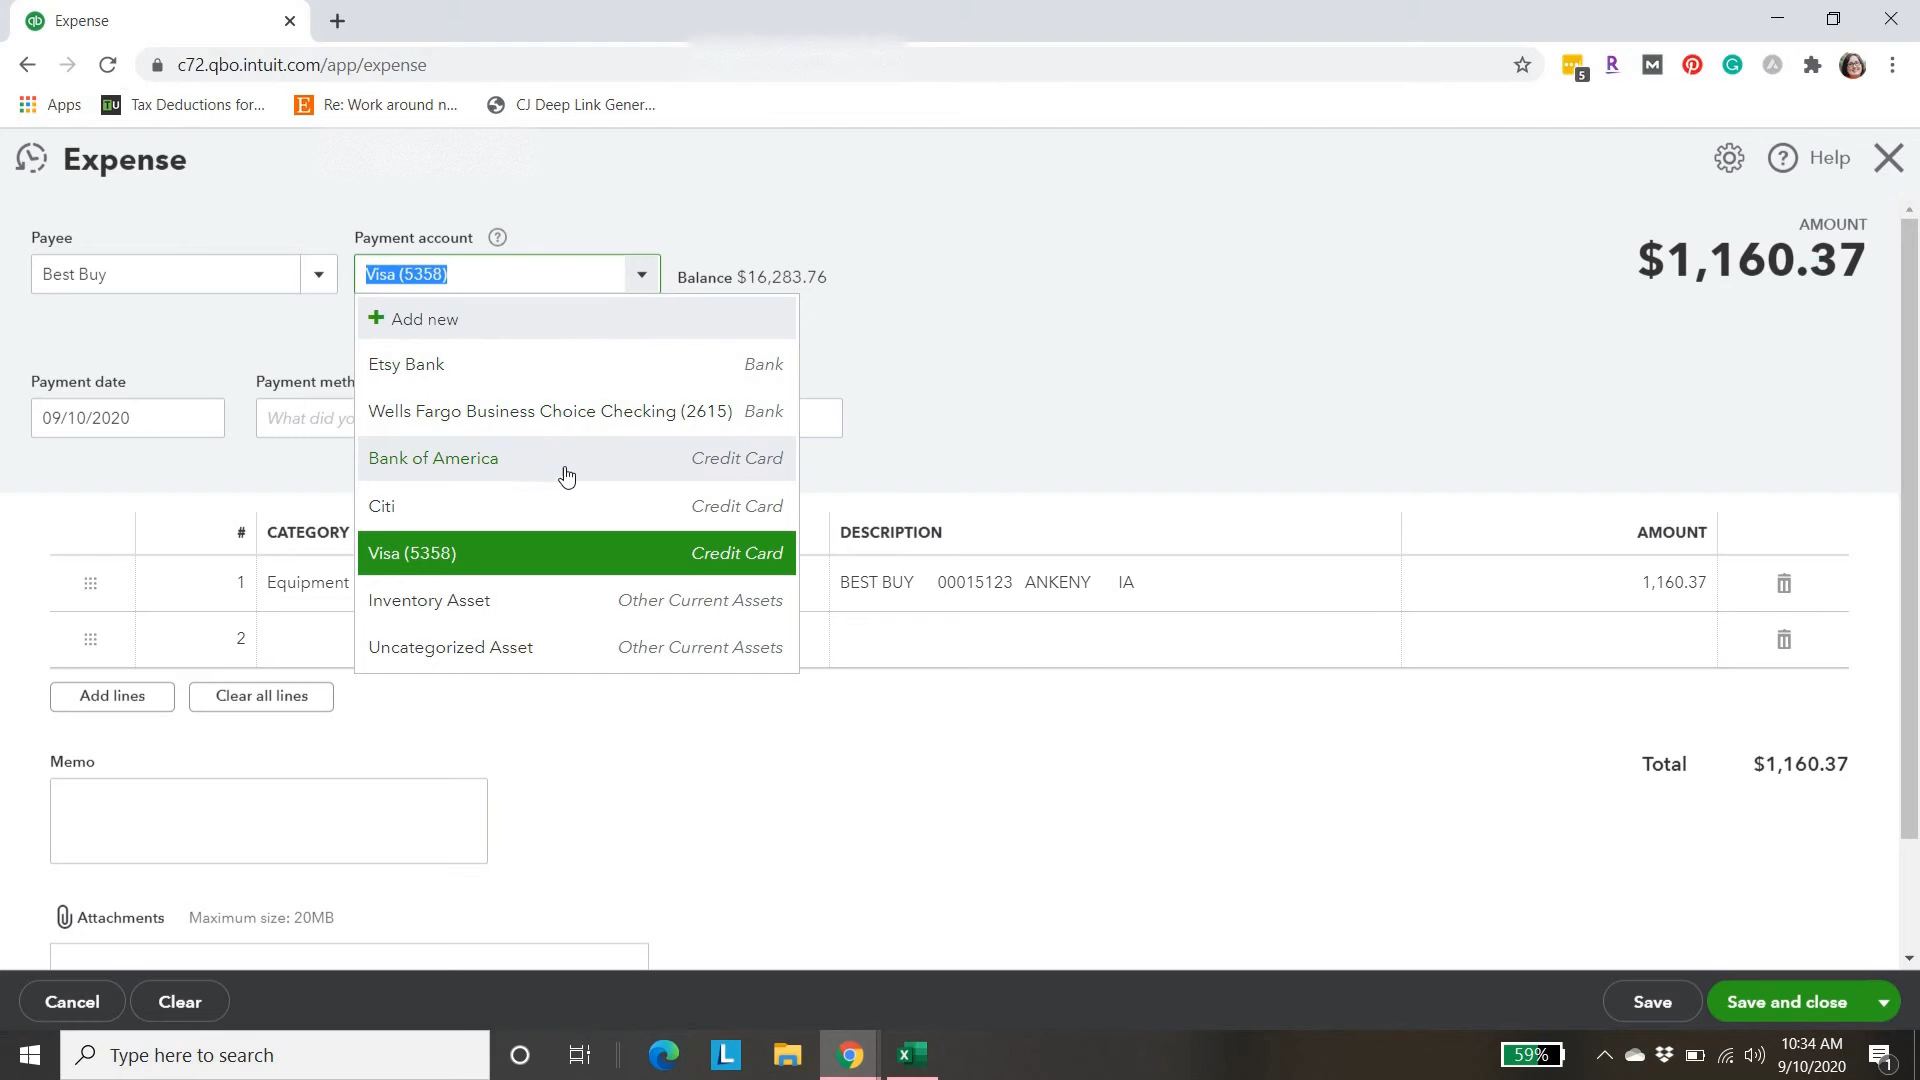 Expense
c72.qbo.intuit.com/app/expense
5
R
M
G
A
Apps
TU
Tax Deductions for...
E
Re: Work around n...
CJ Deep Link Gener...
Expense
? Help
Payee
Payment account ?
AMOUNT
Best Buy
Visa (5358)
Balance $16,283.76
$1,160.37
Add new
Etsy Bank Bank
Payment date
Payment meth
09/10/2020
What did yo
Wells Fargo Business Choice Checking (2615) Bank
Bank of America Credit Card
Citi Credit Card
# CATEGORY DESCRIPTION AMOUNT
Visa (5358) Credit Card
1 Equipment BEST BUY 00015123 ANKENY IA 1,160.37
Inventory Asset Other Current Assets
2
Uncategorized Asset Other Current Assets
Add lines
Clear all lines
Memo
Total $1,160.37
Attachments Maximum size: 20MB
Cancel
Clear
Save
Save and close
Type here to search
L
59%
10:34 AM
9/10/2020
1